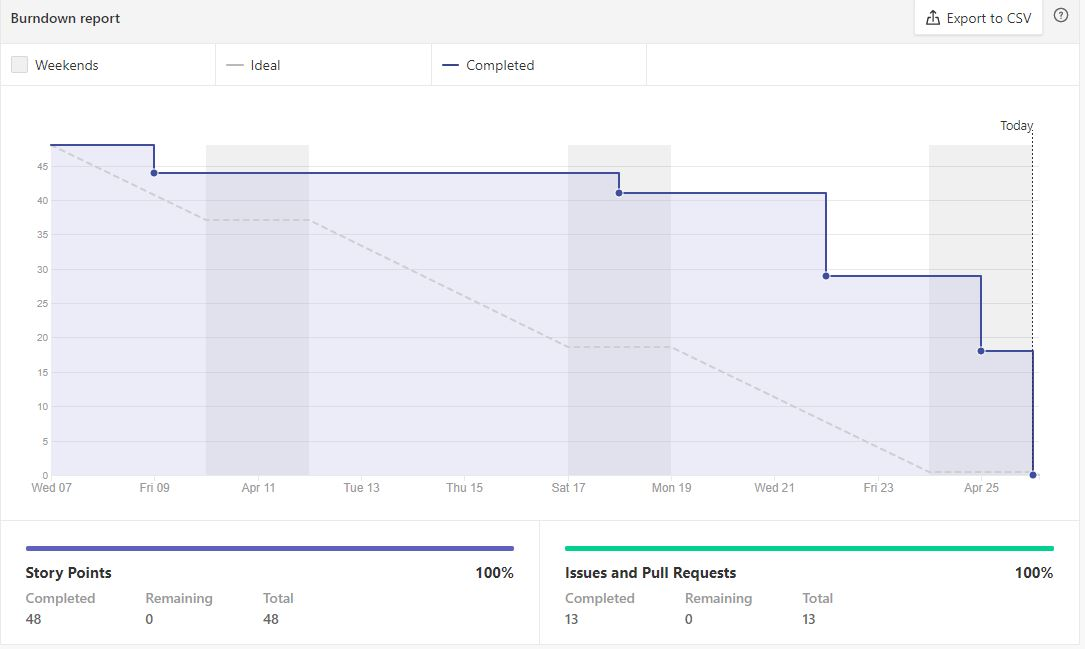 Burndown report
Export to CSV
Weekends
Ideal
Completed
Today
45
40
35
30
25
20
15
10
5
0
Wed 07 Fri 09 Apr 11 Tue 13 Thu 15 Sat 17 Mon 19 Wed 21 Fri 23 Apr 25
Story Points 100%
Completed Remaining Total
48 0 48
Issues and Pull Requests 100%
Completed Remaining Total
13 0 13